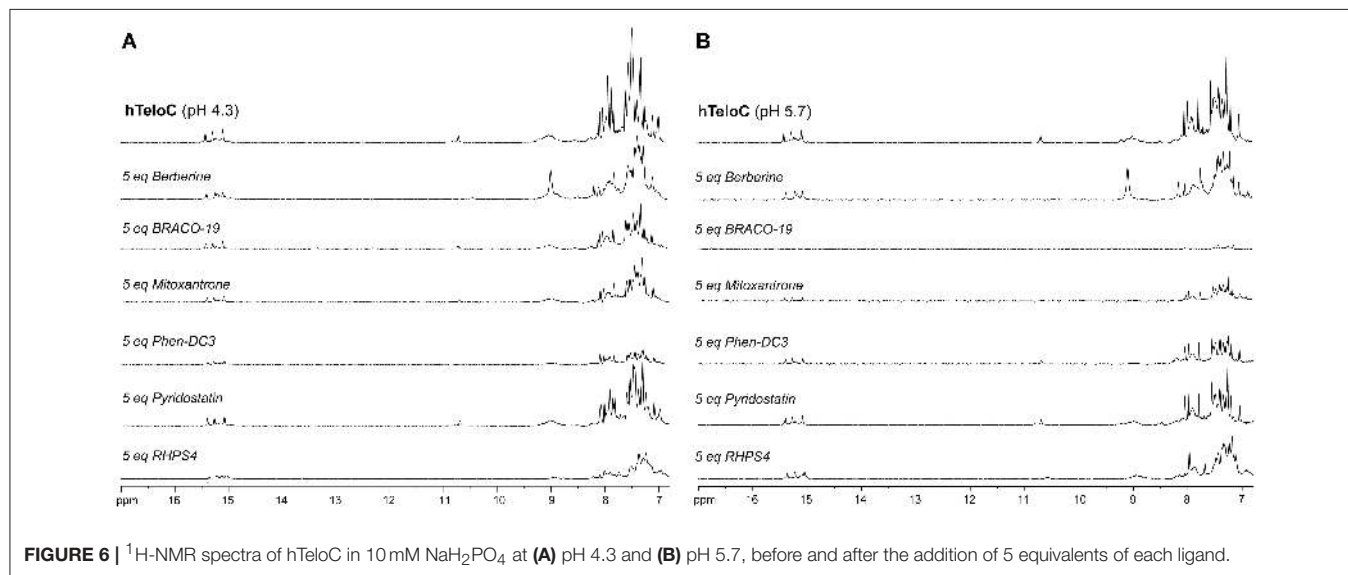 A
hTeloC (pH 4.3)
5 eq Berberine
5 eq BRACO-19
5 eq Mitoxantrone
5 eq Phen-DC3
5 eq Pyridostatin
5 eq RHPS4
ppm 16 15 14 13 12 11 10 9 8 7
B
hTeloC (pH 5.7)
5 eq Berberine
5 eq BRACO-19
5 eq Mitoxantrone
5 eq Phen-DC3
5 eq Pyridostatin
5 eq RHPS4
ppm 16 15 14 13 12 11 10 9 8 7
FIGURE 6 | ¹H-NMR spectra of hTeloC in 10 mM NaH₂PO₄ at (A) pH 4.3 and (B) pH 5.7, before and after the addition of 5 equivalents of each ligand.